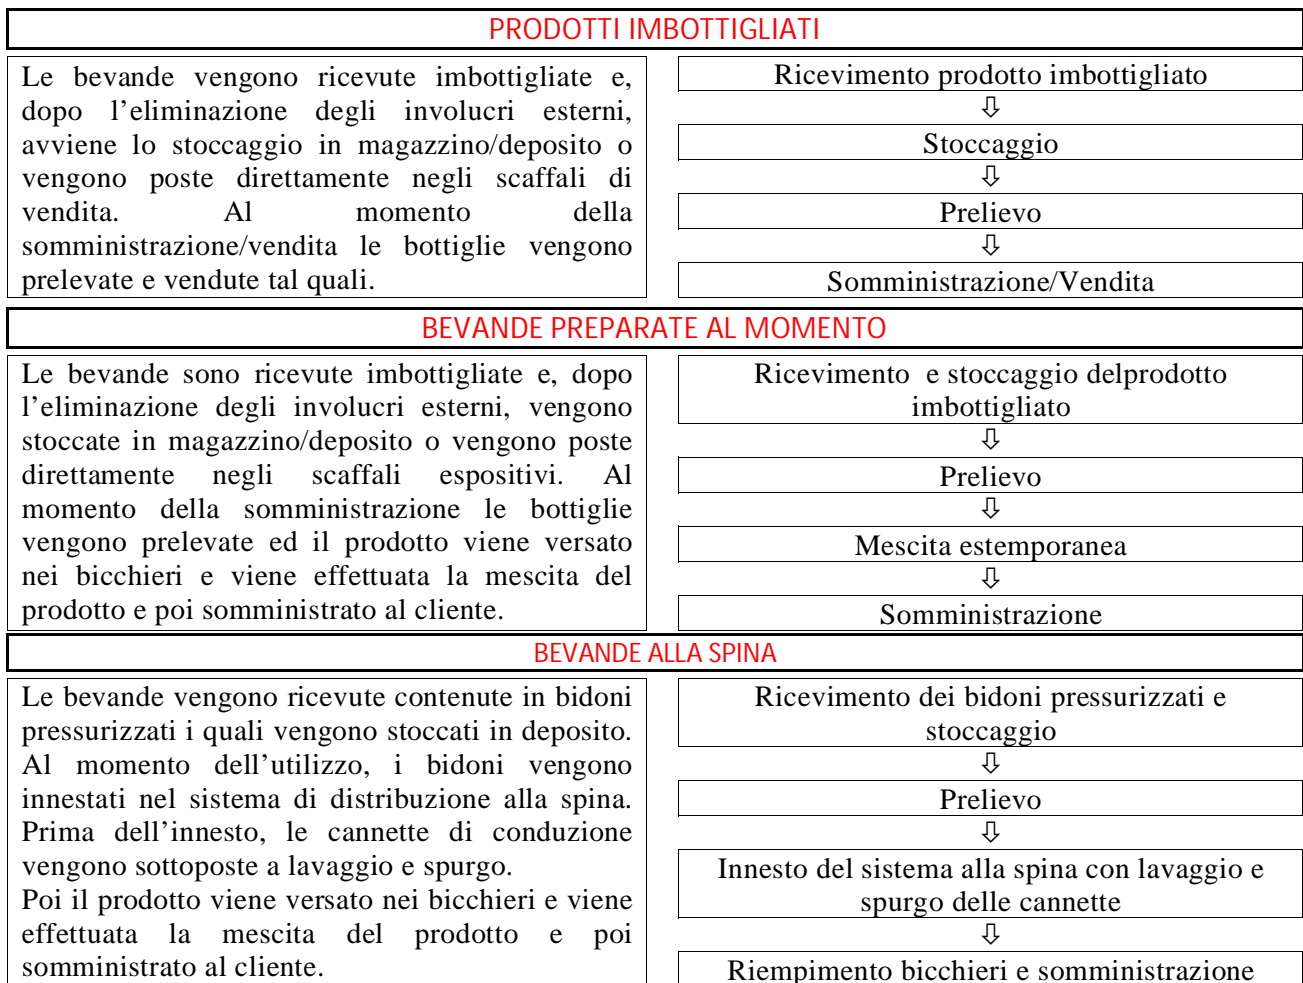 PRODOTTI IMBOTTIGLIATI
Le bevande vengono ricevute imbottigliate e,
dopo l’eliminazione degli involucri esterni,
avviene lo stoccaggio in magazzino/deposito o
vengono poste direttamente negli scaffali di
vendita. Al momento della
somministrazione/vendita le bottiglie vengono
prelevate e vendute tal quali.
Ricevimento prodotto imbottigliato
⇩
Stoccaggio
⇩
Prelievo
⇩
Somministrazione/Vendita
BEVANDE PREPARATE AL MOMENTO
Le bevande sono ricevute imbottigliate e, dopo
l’eliminazione degli involucri esterni, vengono
stoccate in magazzino/deposito o vengono poste
direttamente negli scaffali espositivi. Al
momento della somministrazione le bottiglie
vengono prelevate ed il prodotto viene versato
nei bicchieri e viene effettuata la mescita del
prodotto e poi somministrato al cliente.
Ricevimento e stoccaggio delprodotto
imbottigliato
⇩
Prelievo
⇩
Mescita estemporanea
⇩
Somministrazione
BEVANDE ALLA SPINA
Le bevande vengono ricevute contenute in bidoni
pressurizzati i quali vengono stoccati in deposito.
Al momento dell’utilizzo, i bidoni vengono
innestati nel sistema di distribuzione alla spina.
Prima dell’innesto, le cannette di conduzione
vengono sottoposte a lavaggio e spurgo.
Poi il prodotto viene versato nei bicchieri e viene
effettuata la mescita del prodotto e poi
somministrato al cliente.
Ricevimento dei bidoni pressurizzati e
stoccaggio
⇩
Prelievo
⇩
Innesto del sistema alla spina con lavaggio e
spurgo delle cannette
⇩
Riempimento bicchieri e somministrazione